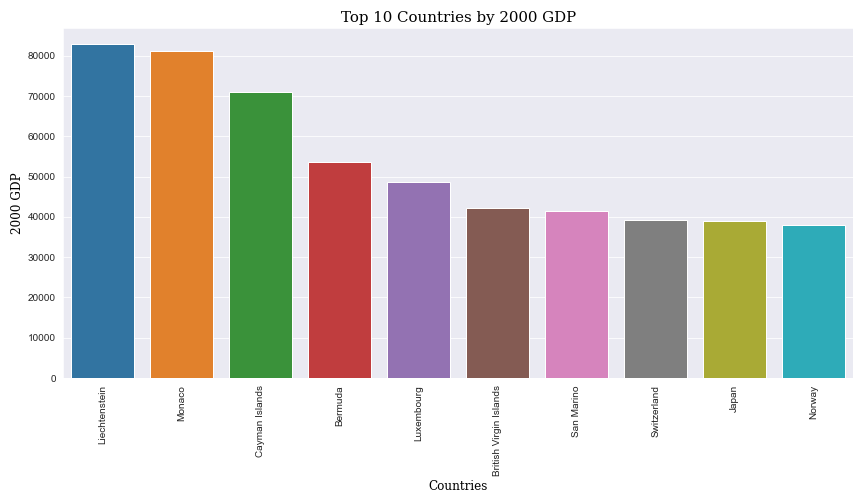 Top 10 Countries by 2000 GDP
2000 GDP
80000
70000
60000
50000
40000
30000
20000
10000
0
Liechtenstein
Monaco
Cayman Islands
Bermuda
Luxembourg
British Virgin Islands
San Marino
Switzerland
Japan
Norway
Countries